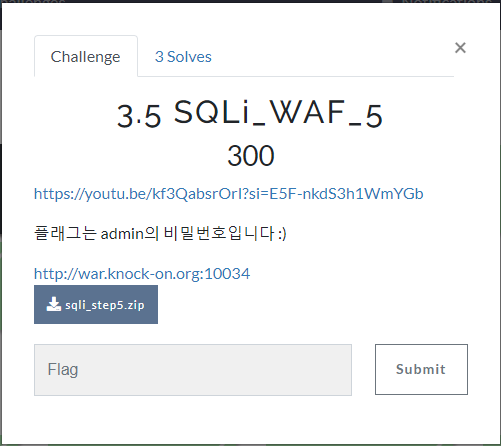 Challenge
3 Solves
×
3.5 SQLi_WAF_5
300
https://youtu.be/kf3QabsrOrI?si=E5F-nkdS3h1WmYGb
플래그는 admin의 비밀번호입니다 :)
http://war.knock-on.org:10034
sqli_step5.zip
Flag
Submit